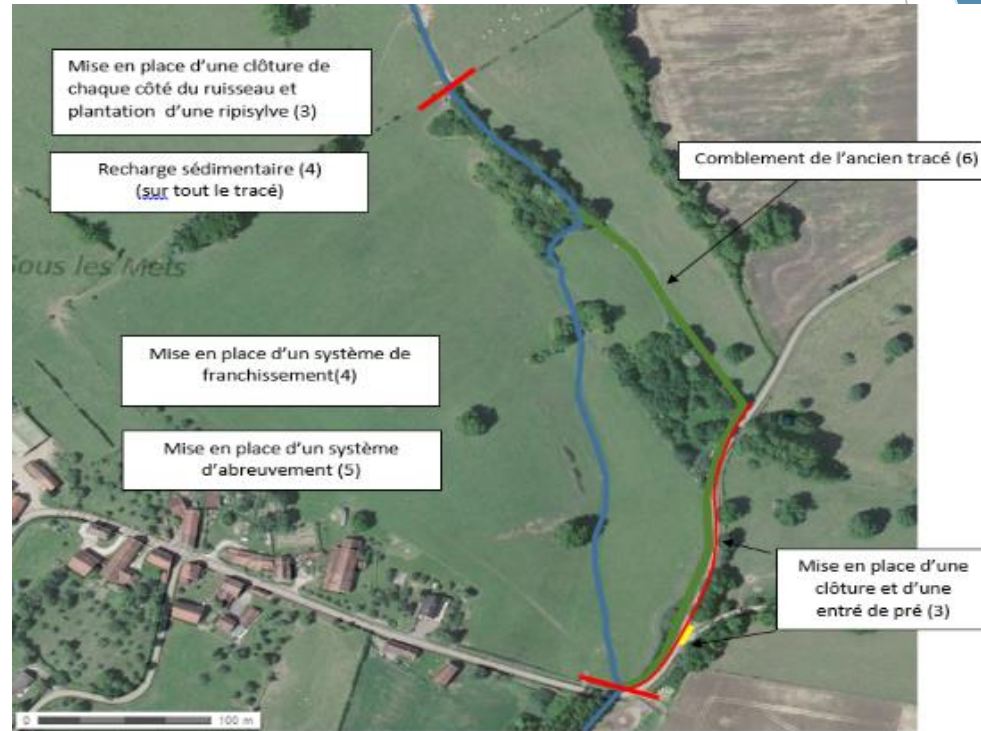 Mise en place d'une clôture de
chaque côté du ruisseau et
plantation d'une ripisylve (3)
Recharge sédimentaire (4)
(sur tout le tracé)
Comblement de l'ancien tracé (6)
Sous les Mets
Mise en place d'un système de
franchissement(4)
Mise en place d'un système
d'abreuvement (5)
Mise en place d'une
clôture et d'une
entré de pré (3)
0 100 m